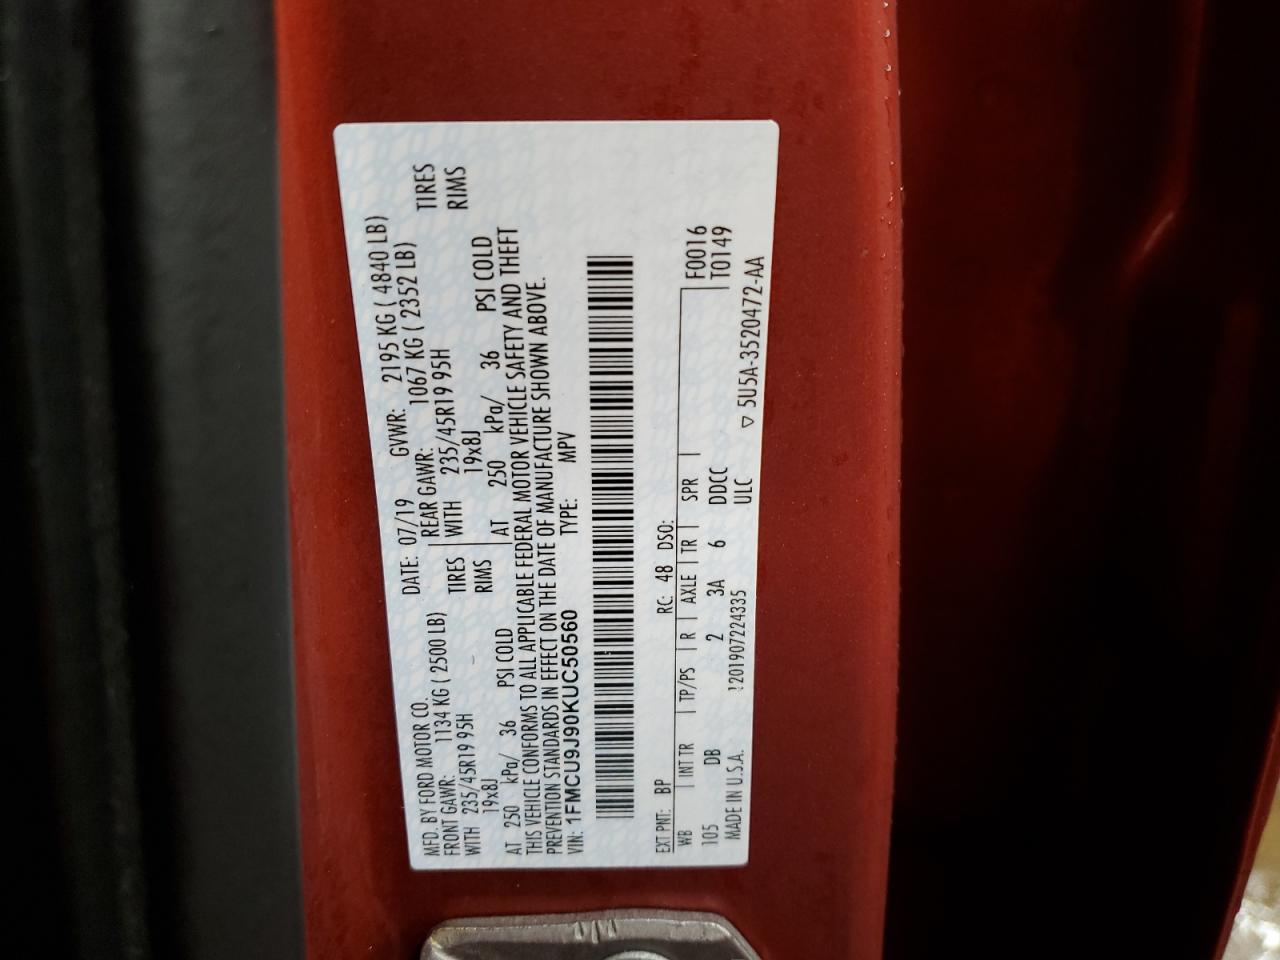 MFD. BY FORD MOTOR CO. DATE: 07/19 GVWR: 2195 KG ( 4840 LB)
FRONT GAWR: 1134 KG ( 2500 LB) REAR GAWR: 1067 KG ( 2352 LB)
WITH 235/45R19 95H TIRES WITH 235/45R19 95H TIRES
19x8J RIMS 19x8J RIMS
AT 250 kPa/ 36 PSI COLD AT 250 kPa/ 36 PSI COLD
THIS VEHICLE CONFORMS TO ALL APPLICABLE FEDERAL MOTOR VEHICLE SAFETY AND THEFT
PREVENTION STANDARDS IN EFFECT ON THE DATE OF MANUFACTURE SHOWN ABOVE.
VIN: 1FMCU9J90KUC50560 TYPE: MPV
EXT PNT: BP RC: 48 DSO: F0016
WB INT TR TP/PS R AXLE TR SPR T0149
105 DB 2 3A 6 DDCC
MADE IN U.S.A. 1201907224335 ULC ▽ 5U5A-3520472-AA